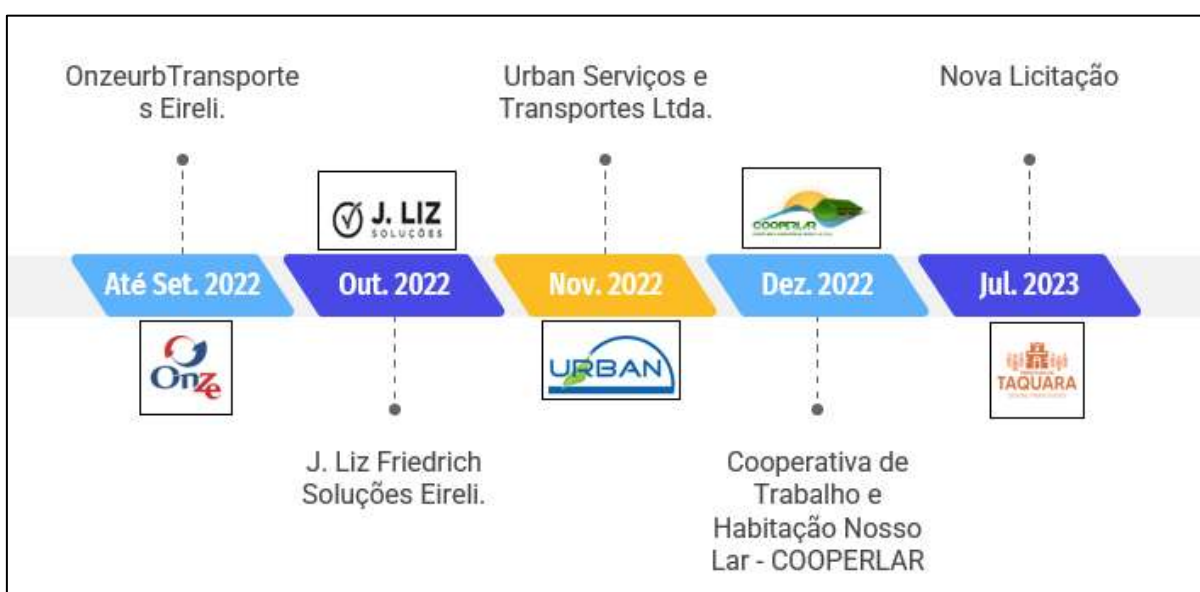 OnzeurbTransporte
s Eireli.
Urban Serviços e
Transportes Ltda.
Nova Licitação
J. LIZ
SOLUÇÕES
COOPERLAR
Até Set. 2022
Out. 2022
Nov. 2022
Dez. 2022
Jul. 2023
Onze
URBAN
TAQUARA
J. Liz Friedrich
Soluções Eireli.
Cooperativa de
Trabalho e
Habitação Nosso
Lar - COOPERLAR